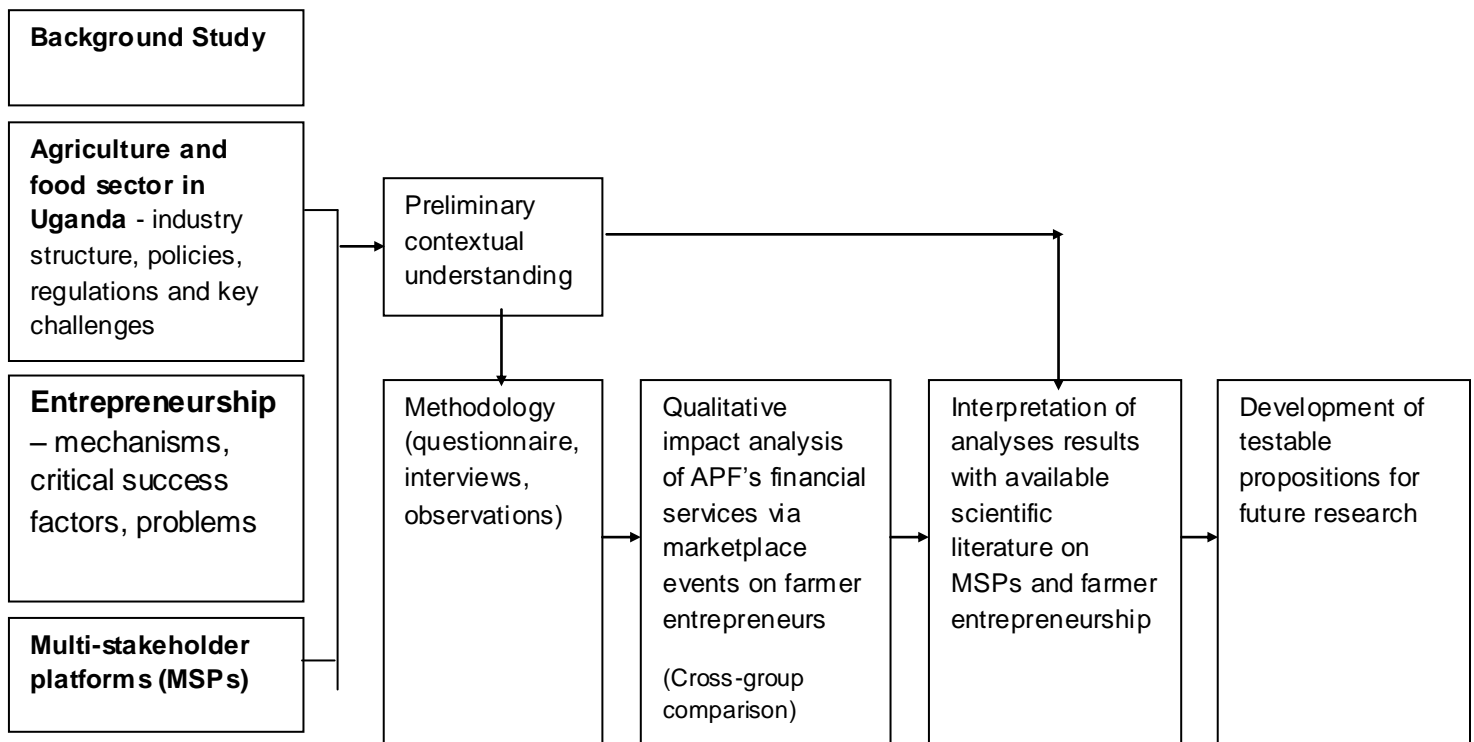 Background Study
Agriculture and
food sector in
Uganda - industry
structure, policies,
regulations and key
challenges
Entrepreneurship
– mechanisms,
critical success
factors, problems
Multi-stakeholder
platforms (MSPs)
Preliminary
contextual
understanding
Methodology
(questionnaire,
interviews,
observations)
Qualitative
impact analysis
of APF’s financial
services via
marketplace
events on farmer
entrepreneurs
(Cross-group
comparison)
Interpretation of
analyses results
with available
scientific
literature on
MSPs and farmer
entrepreneurship
Development of
testable
propositions for
future research